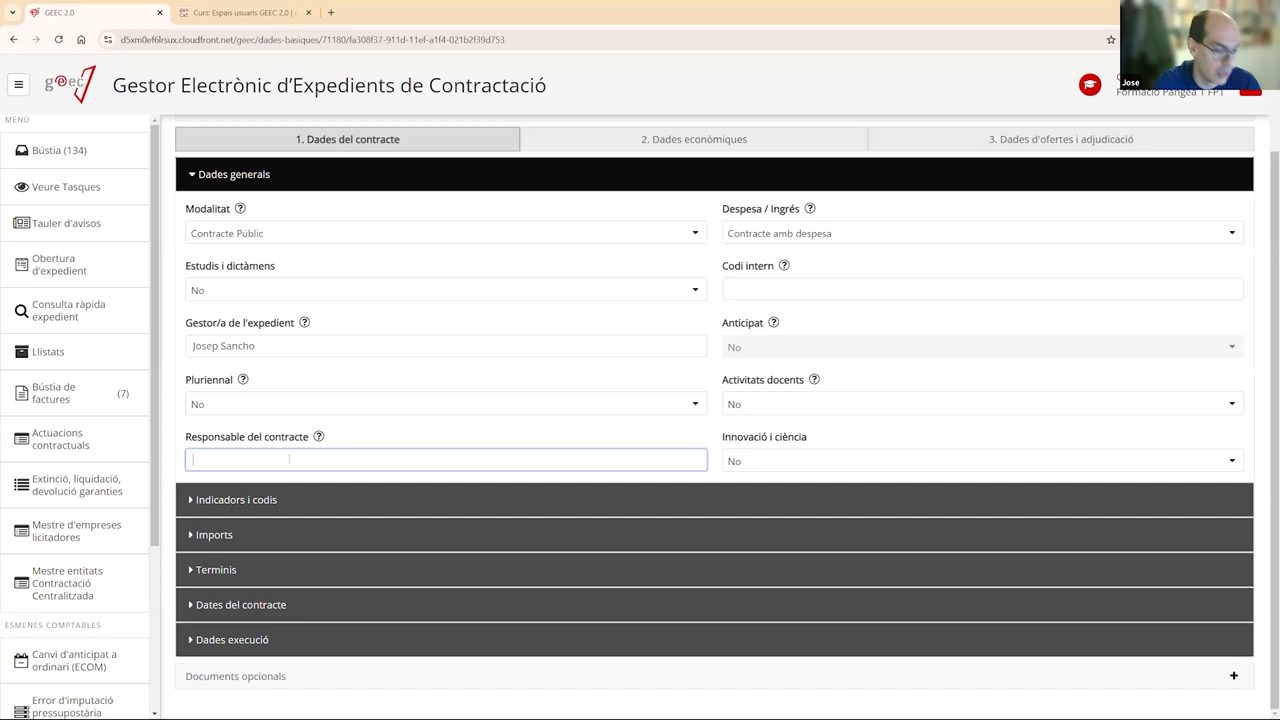 GEEC 2.0
Curs: Espais usuaris GEEC 2.0 (
d5xm0ef6lrsux.cloudfront.net/geec/dades-basiques/71180/fa308f37-911d-11ef-a1f4-021b2f39d753
geec
Gestor Electrònic d'Expedients de Contractació
Jose
Formació Pangea 1 FPT
MENÚ
Bústia (134)
Veure Tasques
Tauler d'avisos
Obertura
d'expedient
Consulta ràpida
expedient
Llistats
Bústia de
factures
(7)
Actuacions
contractuals
Extinció, liquidació,
devolució garanties
Mestre d'empreses
licitadores
Mestre entitats
Contractació
Centralitzada
ESMENES COMPTABLES
Canvi d'anticipat a
ordinari (ECOM)
Error d'imputació
pressupostària
1. Dades del contracte
2. Dades econòmiques
3. Dades d'ofertes i adjudicació
Dades generals
Modalitat
Despesa / Ingrés
Contracte Públic
Contracte amb despesa
Estudis i dictàmens
Codi intern
No
Gestor/a de l'expedient
Anticipat
Josep Sancho
No
Pluriennal
Activitats docents
No
No
Responsable del contracte
Innovació i ciència
No
Indicadors i codis
Imports
Terminis
Dates del contracte
Dades execució
Documents opcionals